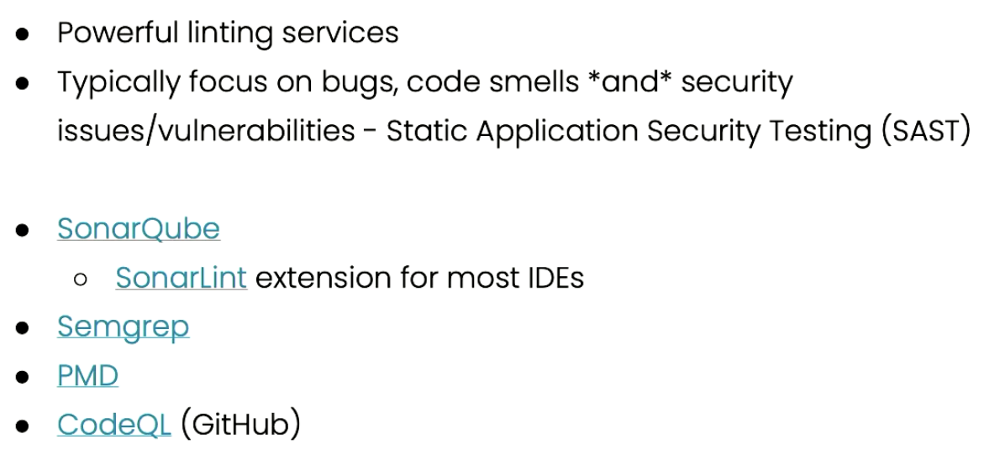 ● Powerful linting services
● Typically focus on bugs, code smells *and* security
issues/vulnerabilities - Static Application Security Testing (SAST)
● SonarQube
○ SonarLint extension for most IDEs
● Semgrep
● PMD
● CodeQL (GitHub)